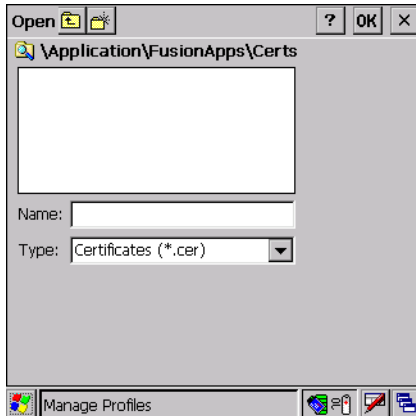 Open ? OK ×
\Application\FusionApps\Certs
Name:
Type: Certificates (*.cer)
Manage Profiles